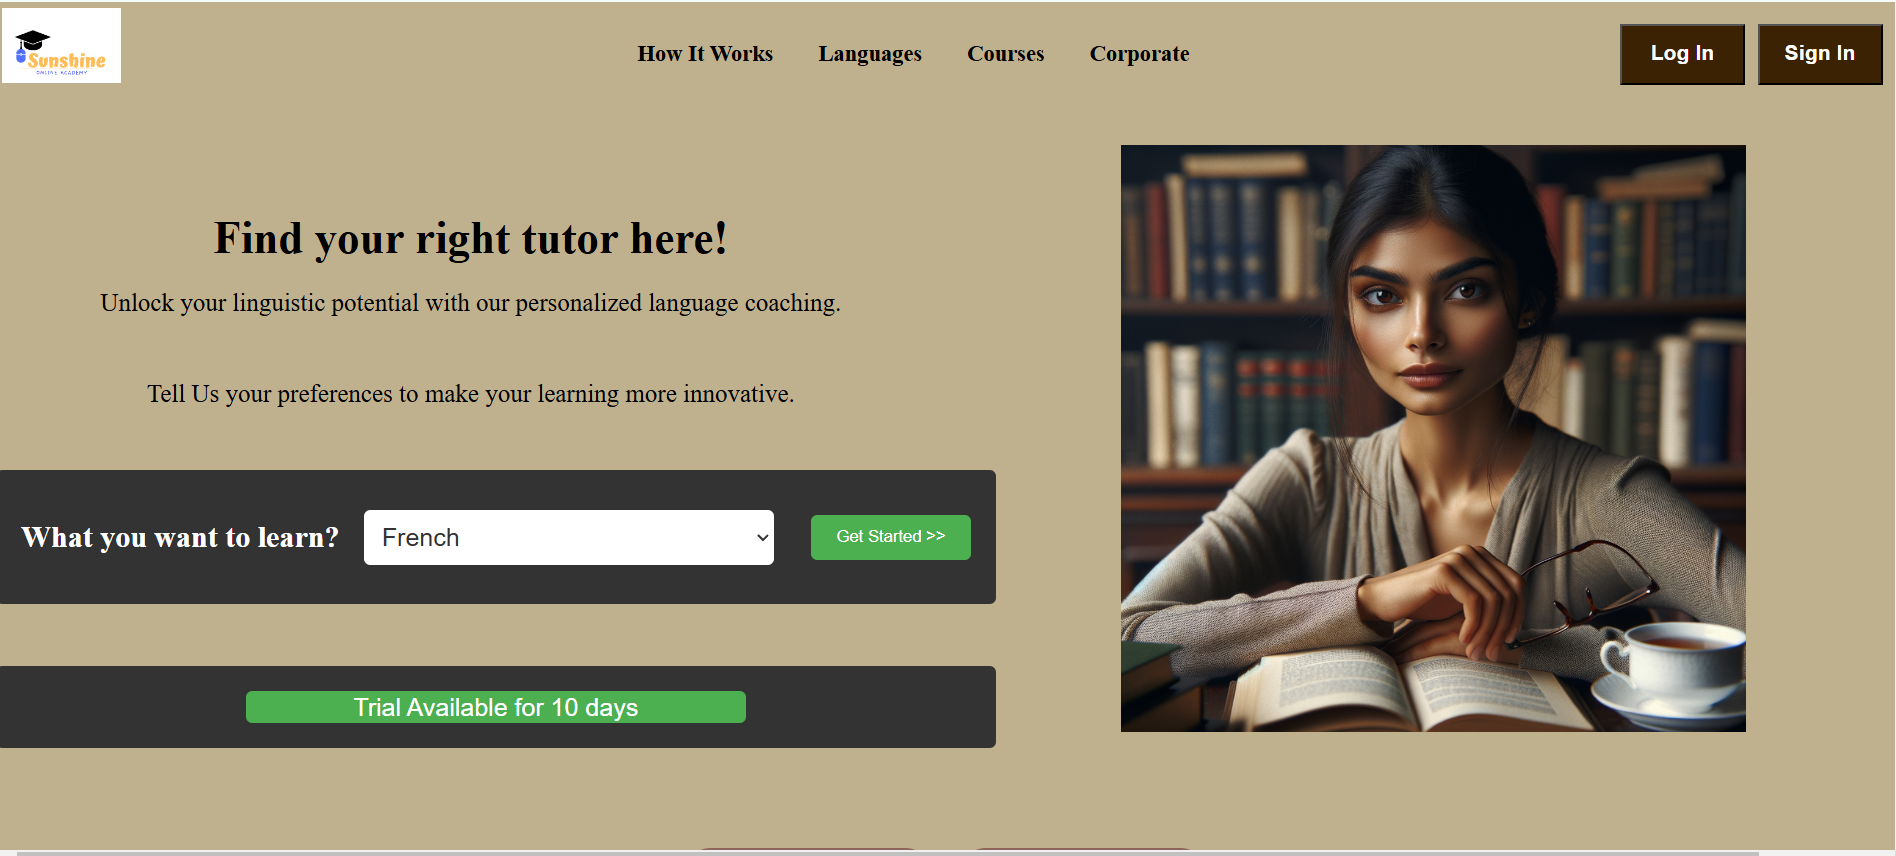 Sunshine
ONLINE ACADEMY
How It Works Languages Courses Corporate
Log In Sign In
Find your right tutor here!
Unlock your linguistic potential with our personalized language coaching.
Tell Us your preferences to make your learning more innovative.
What you want to learn? French Get Started >>
Trial Available for 10 days